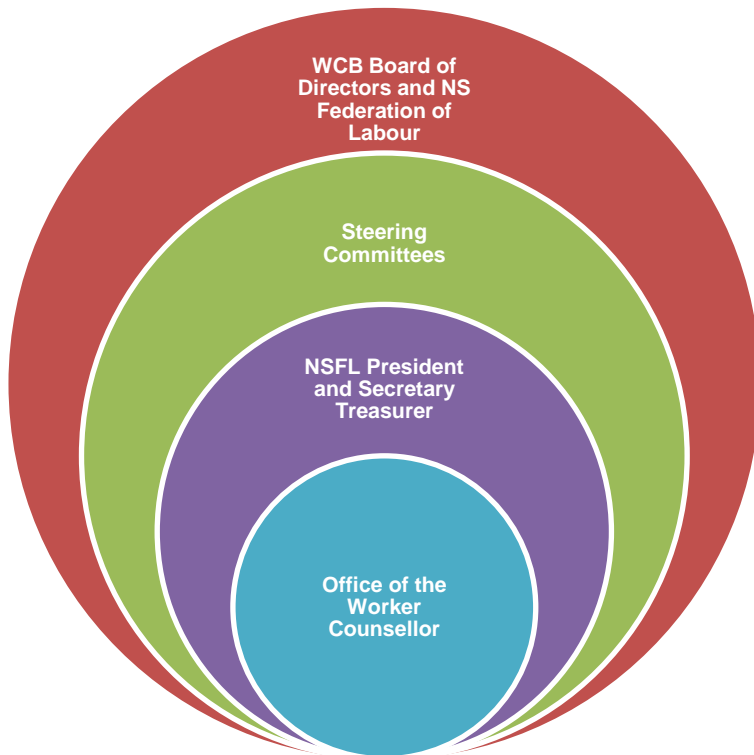 WCB Board of
Directors and NS
Federation of
Labour
Steering
Committees
NSFL President
and Secretary
Treasurer
Office of the
Worker
Counsellor